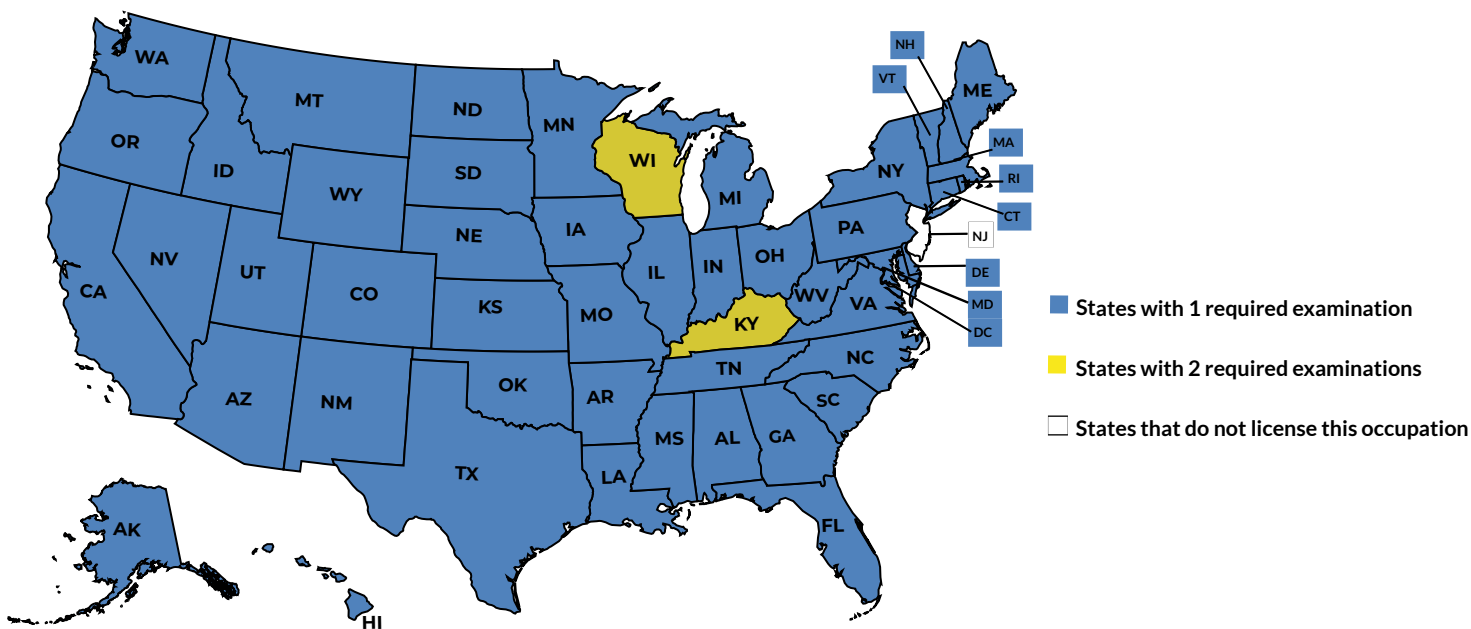 WA
MT
ND
MN
OR
ID
WY
SD
WI
MI
NY
ME
NH
VT
MA
RI
CT
NJ
DE
MD
DC
NV
UT
CO
NE
IA
IL
IN
OH
PA
WV
VA
CA
KS
MO
KY
NC
TN
SC
AZ
NM
OK
AR
MS
AL
GA
TX
LA
FL
AK
HI
States with 1 required examination
States with 2 required examinations
States that do not license this occupation